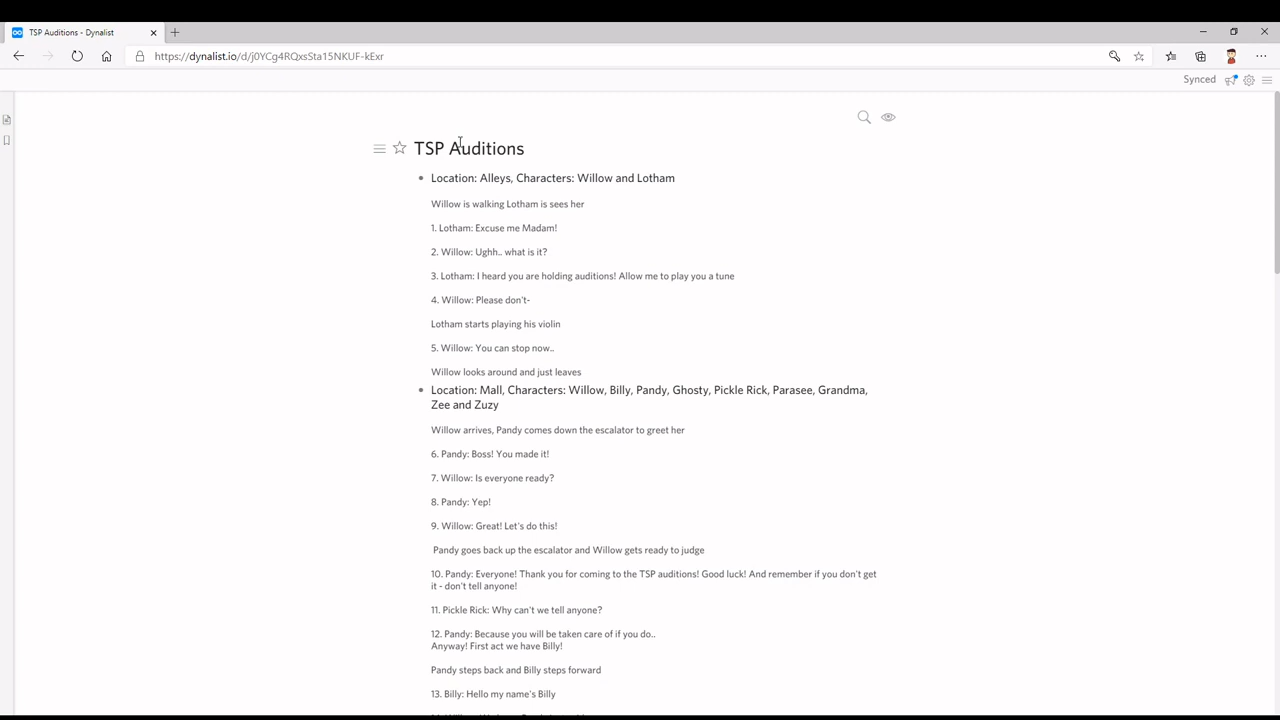 TSP Auditions - Dynalist
https://dynalist.io/d/j0YCg4RQxsSta15NKUF-kExr
Synced
TSP Auditions
Location: Alleys, Characters: Willow and Lotham
Willow is walking Lotham is sees her
1. Lotham: Excuse me Madam!
2. Willow: Ughh.. what is it?
3. Lotham: I heard you are holding auditions! Allow me to play you a tune
4. Willow: Please don't-
Lotham starts playing his violin
5. Willow: You can stop now..
Willow looks around and just leaves
Location: Mall, Characters: Willow, Billy, Pandy, Ghosty, Pickle Rick, Parasee, Grandma,
Zee and Zuzy
Willow arrives, Pandy comes down the escalator to greet her
6. Pandy: Boss! You made it!
7. Willow: Is everyone ready?
8. Pandy: Yep!
9. Willow: Great! Let's do this!
Pandy goes back up the escalator and Willow gets ready to judge
10. Pandy: Everyone! Thank you for coming to the TSP auditions! Good luck! And remember if you don't get
it - don't tell anyone!
11. Pickle Rick: Why can't we tell anyone?
12. Pandy: Because you will be taken care of if you do..
Anyway! First act we have Billy!
Pandy steps back and Billy steps forward
13. Billy: Hello my name's Billy